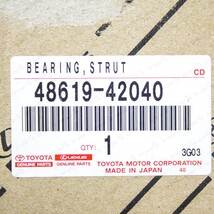 BEARING,STRUT
CD
48619-42040
QTY:
1
3G03
TOYOTA
GENUINE PARTS
LEXUS
GENUINE PARTS
TOYOTA MOTOR CORPORATION
MADE IN JAPAN 40